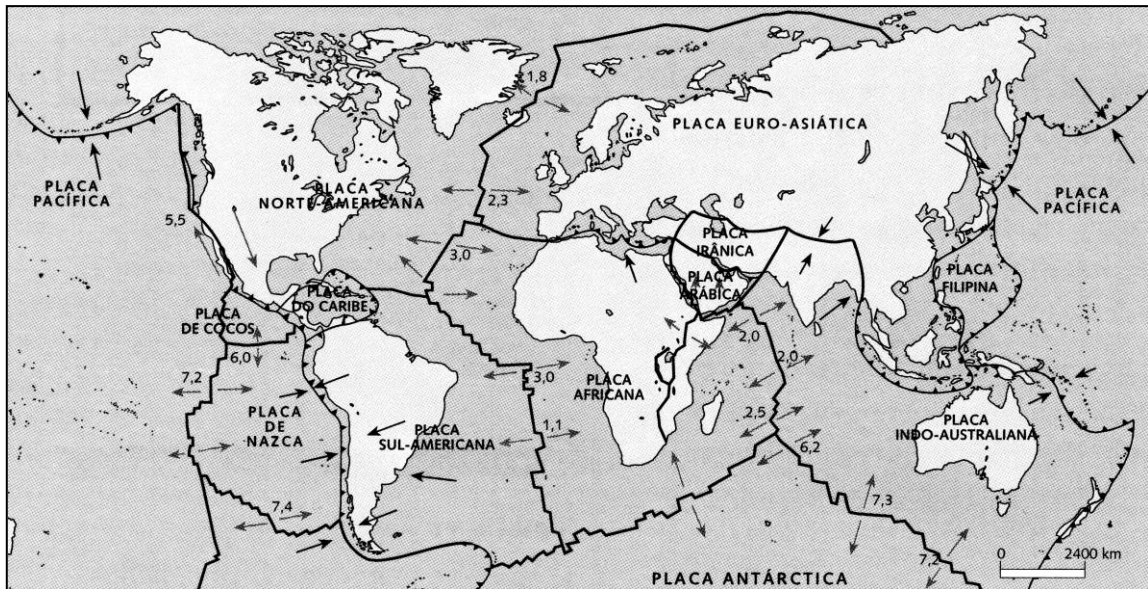 1,8
PLACA EURO-ASIÁTICA
PLACA
PACÍFICA
PLACA
NORTE-AMERICANA
2,3
PLACA
PACÍFICA
5,5
3,0
PLACA
IRÂNICA
PLACA
ARÁBICA
PLACA
FILIPINA
PLACA
DO CARIBE
PLACA
DE COCOS
6,0
2,0
2,0
7,2
3,0
PLACA
AFRICANA
PLACA
DE
NAZCA
PLACA
SUL-AMERICANA
1,1
2,5
6,2
PLACA
INDO-AUSTRALIANA
7,4
7,3
7,2
0 2400 km
PLACA ANTÁRCTICA